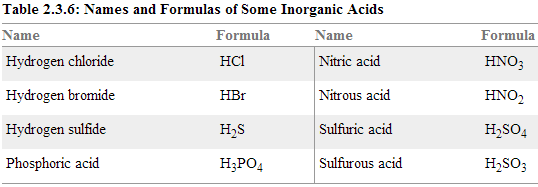 Table 2.3.6: Names and Formulas of Some Inorganic Acids
Name Formula Name Formula
Hydrogen chloride HCl Nitric acid HNO₃
Hydrogen bromide HBr Nitrous acid HNO₂
Hydrogen sulfide H₂S Sulfuric acid H₂SO₄
Phosphoric acid H₃PO₄ Sulfurous acid H₂SO₃